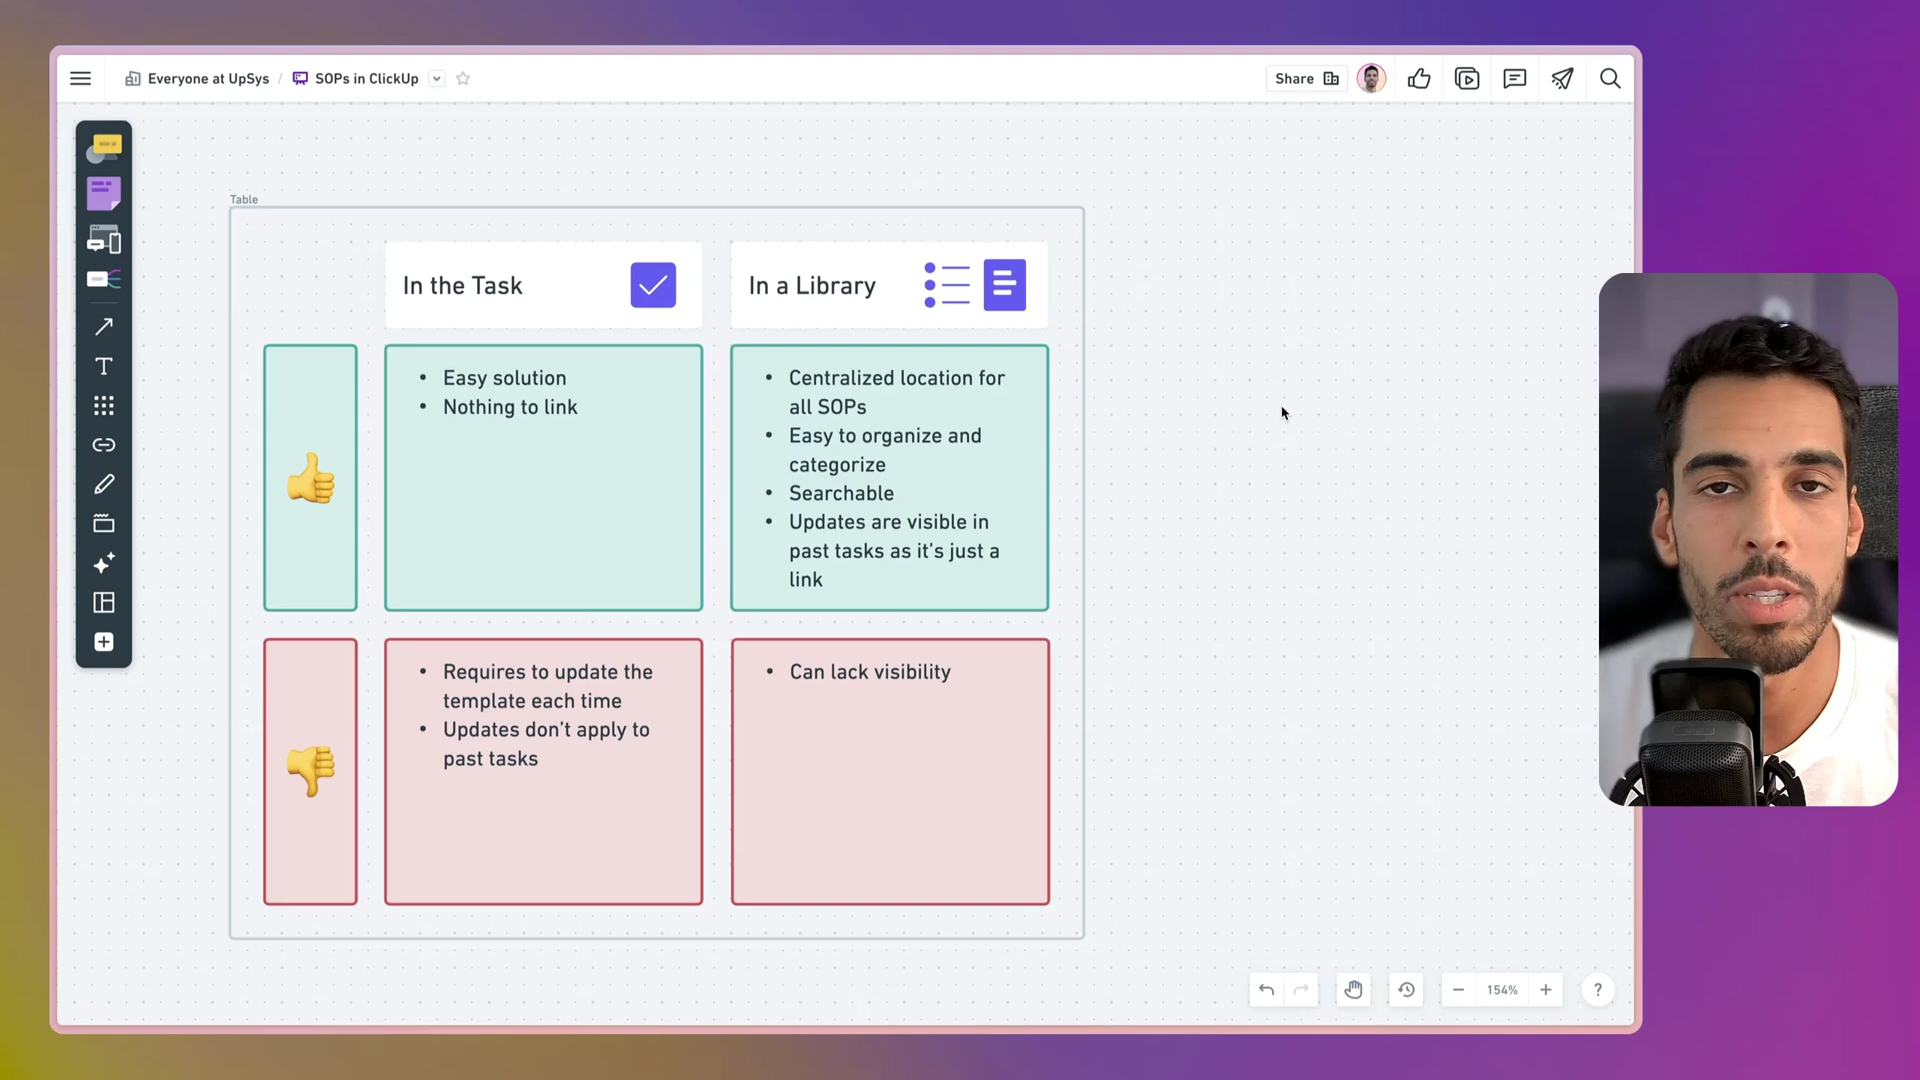 Everyone at UpSys / SOPs in ClickUp
Share
Table
In the Task
In a Library
• Easy solution
• Nothing to link
• Centralized location for
all SOPs
• Easy to organize and
categorize
• Searchable
• Updates are visible in
past tasks as it's just a
link
• Requires to update the
template each time
• Updates don't apply to
past tasks
• Can lack visibility
T
154%
?